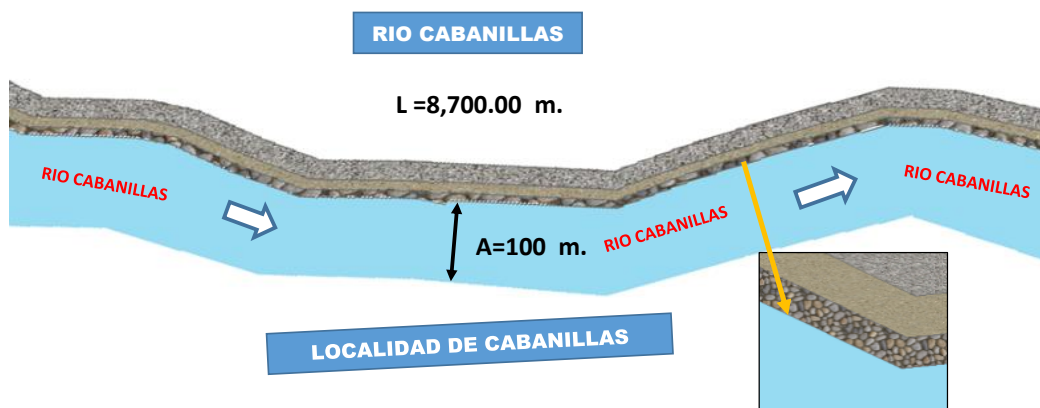 RIO CABANILLAS
L =8,700.00 m.
RIO CABANILLAS
RIO CABANILLAS
RIO CABANILLAS
A=100 m.
LOCALIDAD DE CABANILLAS